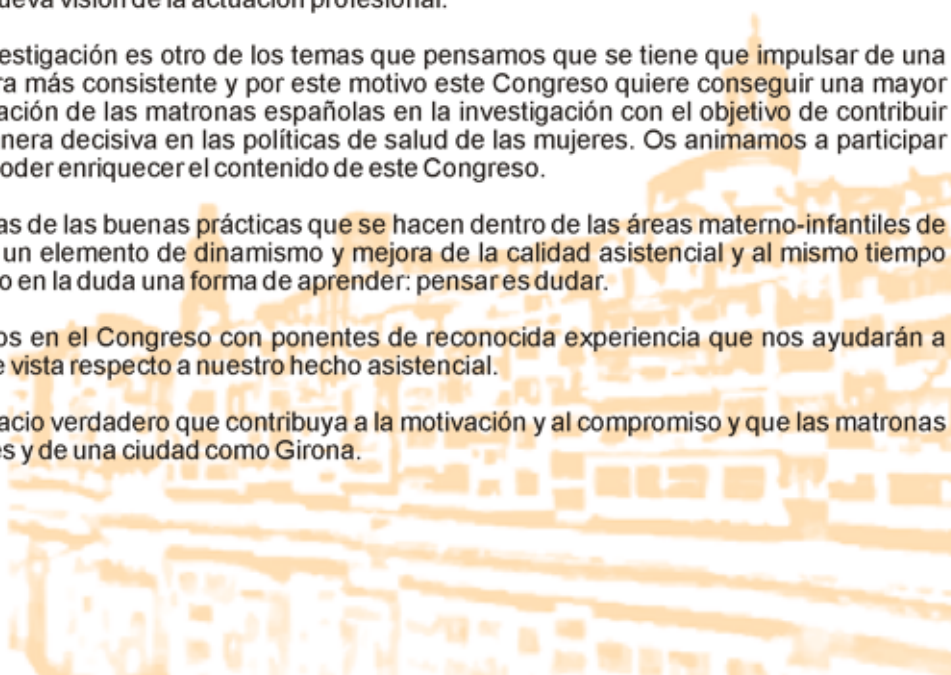 ueva visión de la actuación profesional.
estigación es otro de los temas que pensamos que se tiene que impulsar de una
ra más consistente y por este motivo este Congreso quiere conseguir una mayor
ación de las matronas españolas en la investigación con el objetivo de contribuir
nera decisiva en las políticas de salud de las mujeres. Os animamos a participar
oder enriquecer el contenido de este Congreso.
as de las buenas prácticas que se hacen dentro de las áreas materno-infantiles de
un elemento de dinamismo y mejora de la calidad asistencial y al mismo tiempo
o en la duda una forma de aprender: pensar es dudar.
os en el Congreso con ponentes de reconocida experiencia que nos ayudarán a
e vista respecto a nuestro hecho asistencial.
acio verdadero que contribuya a la motivación y al compromiso y que las matronas
es y de una ciudad como Girona.